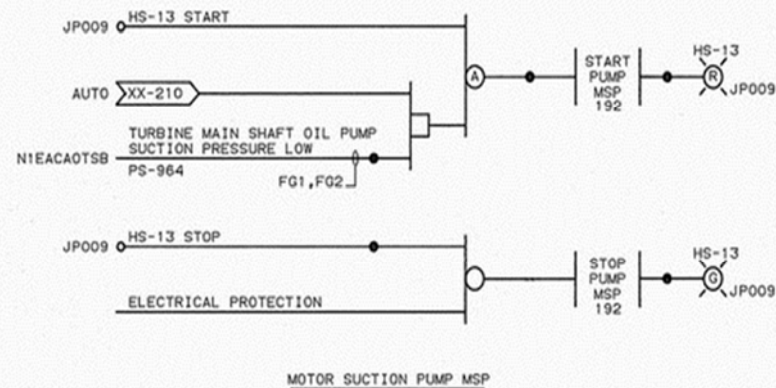 JP009 HS-13 START
AUTO XX-210
TURBINE MAIN SHAFT OIL PUMP
SUCTION PRESSURE LOW
N1EACAOTSB
PS-964
FG1,FG2
A
START
PUMP
MSP
192
HS-13
R
JP009
JP009 HS-13 STOP
ELECTRICAL PROTECTION
STOP
PUMP
MSP
192
HS-13
G
JP009
MOTOR SUCTION PUMP MSP